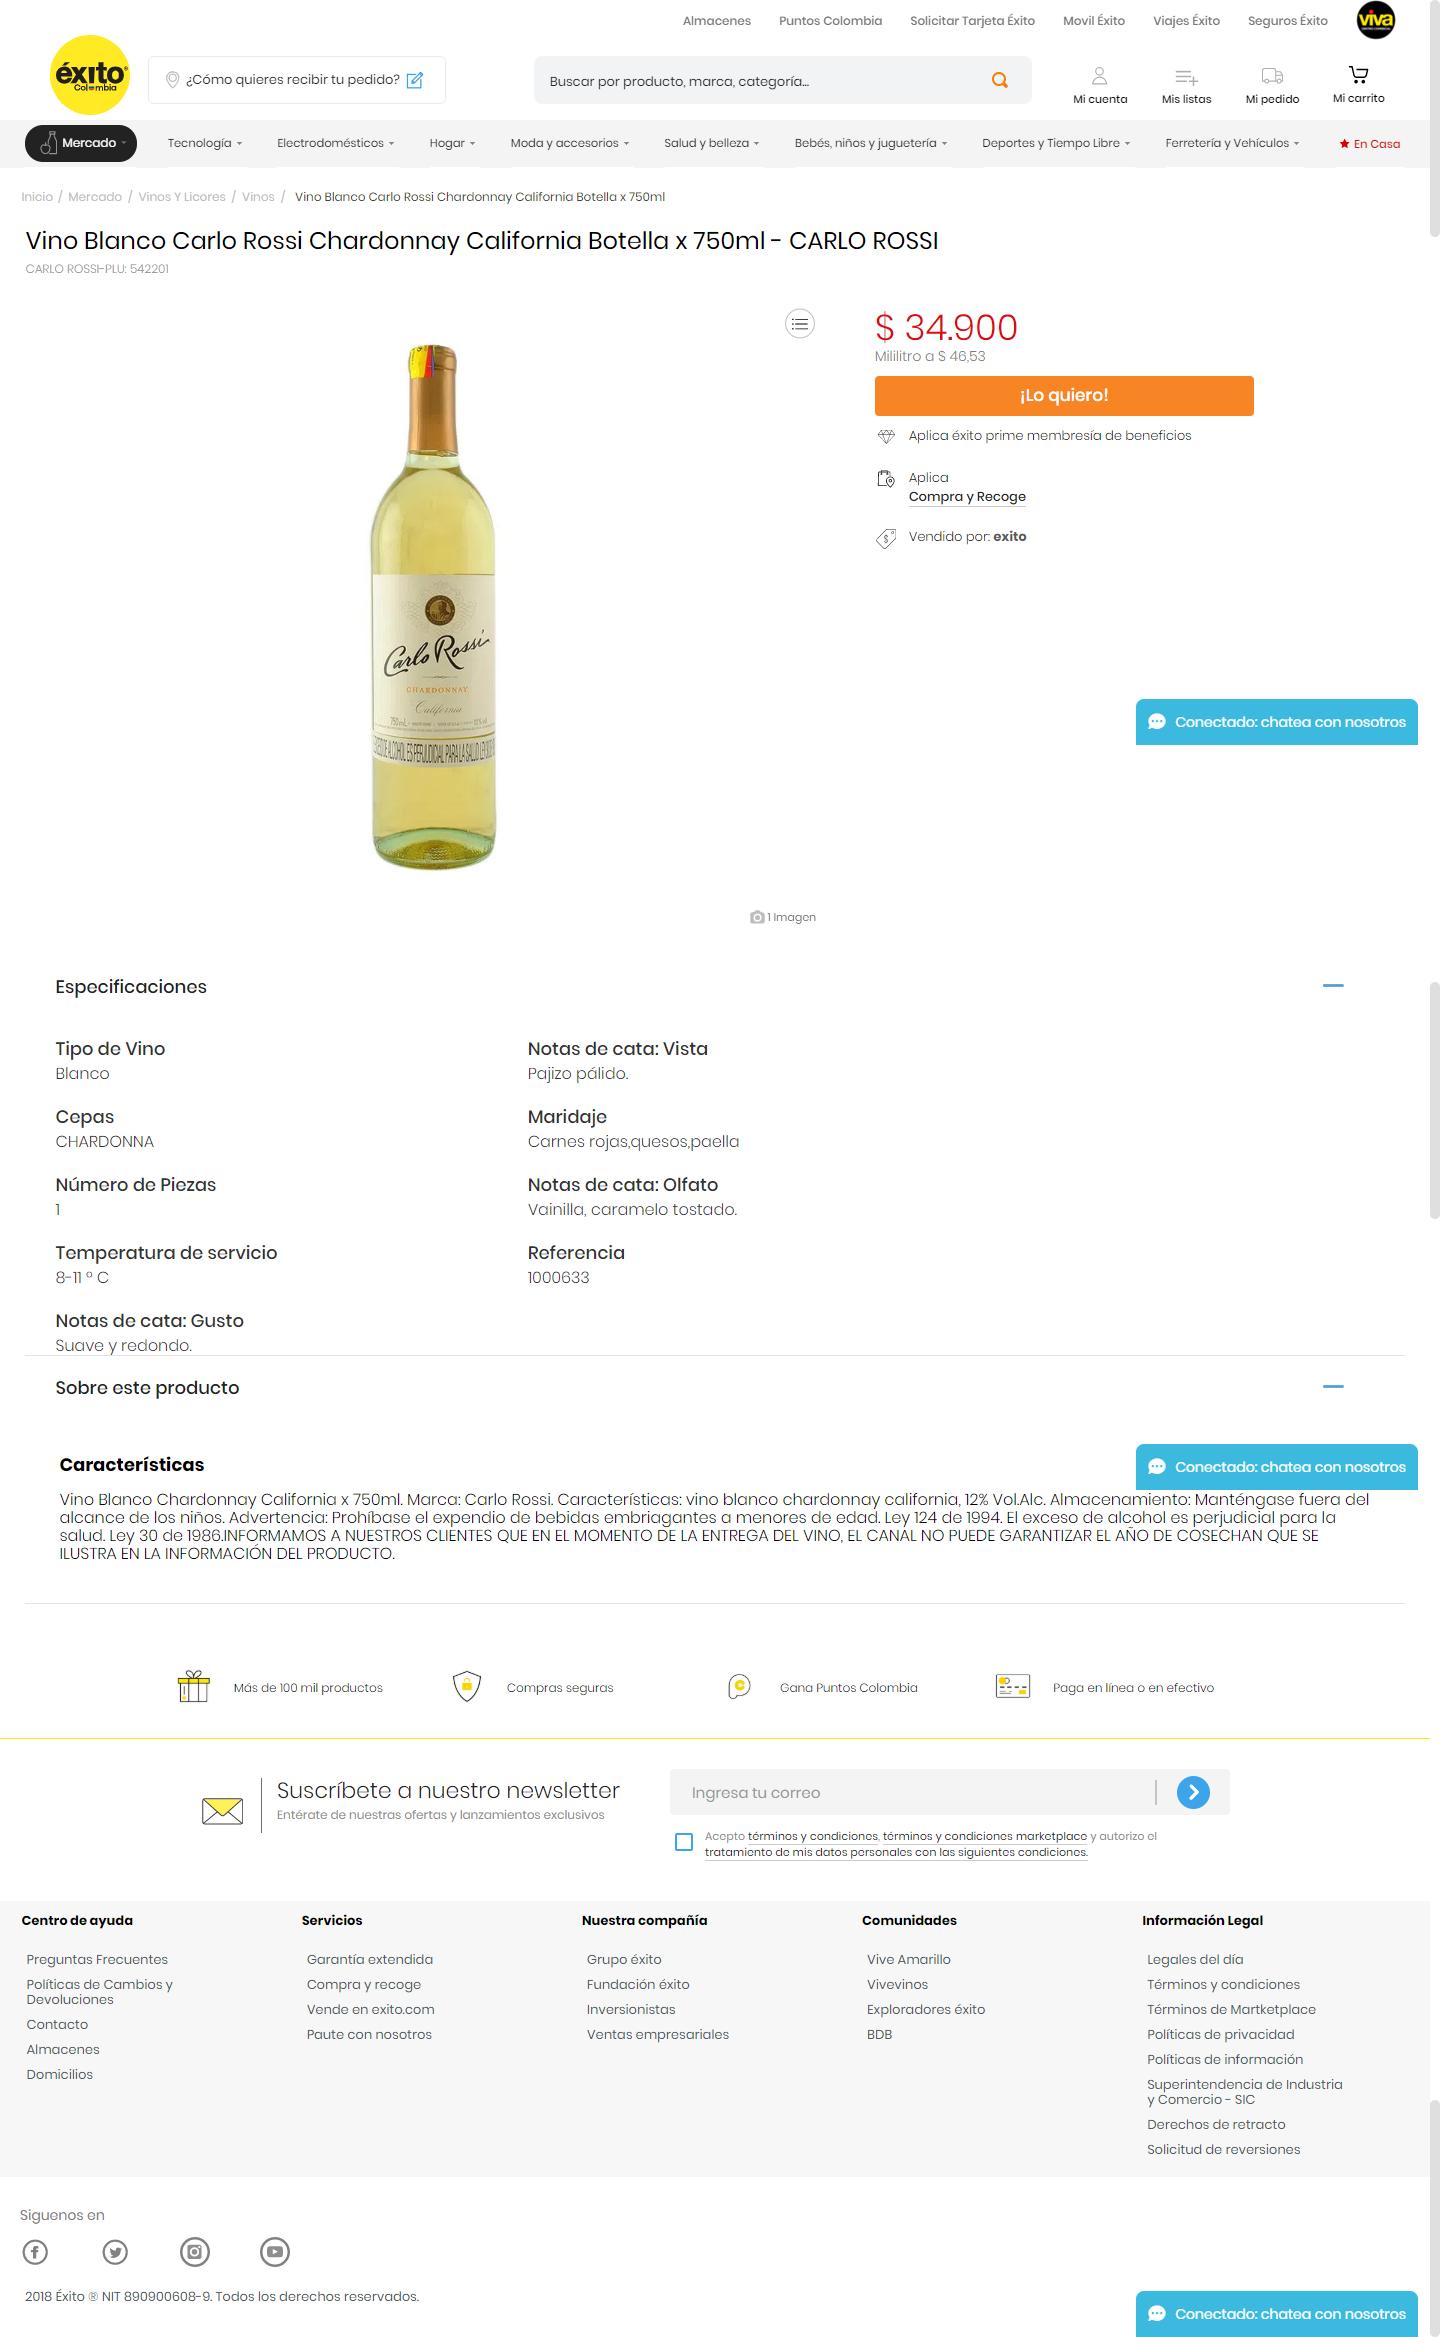 Almacenes Puntos Colombia Solicitar Tarjeta Éxito Movil Éxito Viajes Éxito Seguros Éxito viva
éxito
Colombia
¿Cómo quieres recibir tu pedido?
Buscar por producto, marca, categoría...
Mi cuenta Mis listas Mi pedido Mi carrito
Mercado Tecnología Electrodomésticos Hogar Moda y accesorios Salud y belleza Bebés, niños y juguetería Deportes y Tiempo Libre Ferretería y Vehículos En Casa
Inicio / Mercado / Vinos Y Licores / Vinos / Vino Blanco Carlo Rossi Chardonnay California Botella x 750ml
Vino Blanco Carlo Rossi Chardonnay California Botella x 750ml - CARLO ROSSI
CARLO ROSSI-PLU: 542201
$ 34.900
Mililitro a $ 46,53
¡Lo quiero!
Aplica éxito prime membresía de beneficios
Aplica
Compra y Recoge
Vendido por: exito
Carlo Rossi
CHARDONNAY
California
750mL
Conectado: chatea con nosotros
1 Imagen
Especificaciones
Tipo de Vino
Blanco
Notas de cata: Vista
Pajizo pálido.
Cepas
CHARDONNA
Maridaje
Carnes rojas,quesos,paella
Número de Piezas
1
Notas de cata: Olfato
Vainilla, caramelo tostado.
Temperatura de servicio
8-11 ° C
Referencia
1000633
Notas de cata: Gusto
Suave y redondo.
Sobre este producto
Características
Conectado: chatea con nosotros
Vino Blanco Chardonnay California x 750ml. Marca: Carlo Rossi. Características: vino blanco chardonnay california, 12% Vol.Alc. Almacenamiento: Manténgase fuera del
alcance de los niños. Advertencia: Prohíbase el expendio de bebidas embriagantes a menores de edad. Ley 124 de 1994. El exceso de alcohol es perjudicial para la
salud. Ley 30 de 1986.INFORMAMOS A NUESTROS CLIENTES QUE EN EL MOMENTO DE LA ENTREGA DEL VINO, EL CANAL NO PUEDE GARANTIZAR EL AÑO DE COSECHAN QUE SE
ILUSTRA EN LA INFORMACIÓN DEL PRODUCTO.
Más de 100 mil productos
Compras seguras
Gana Puntos Colombia
Paga en línea o en efectivo
Suscríbete a nuestro newsletter
Entérate de nuestras ofertas y lanzamientos exclusivos
Ingresa tu correo
Acepto términos y condiciones, términos y condiciones marketplace y autorizo el
tratamiento de mis datos personales con las siguientes condiciones.
Centro de ayuda
Preguntas Frecuentes
Políticas de Cambios y
Devoluciones
Contacto
Almacenes
Domicilios
Servicios
Garantía extendida
Compra y recoge
Vende en exito.com
Paute con nosotros
Nuestra compañía
Grupo éxito
Fundación éxito
Inversionistas
Ventas empresariales
Comunidades
Vive Amarillo
Vivevinos
Exploradores éxito
BDB
Información Legal
Legales del día
Términos y condiciones
Términos de Martketplace
Políticas de privacidad
Políticas de información
Superintendencia de Industria
y Comercio - SIC
Derechos de retracto
Solicitud de reversiones
Siguenos en
2018 Éxito ® NIT 890900608-9. Todos los derechos reservados.
Conectado: chatea con nosotros